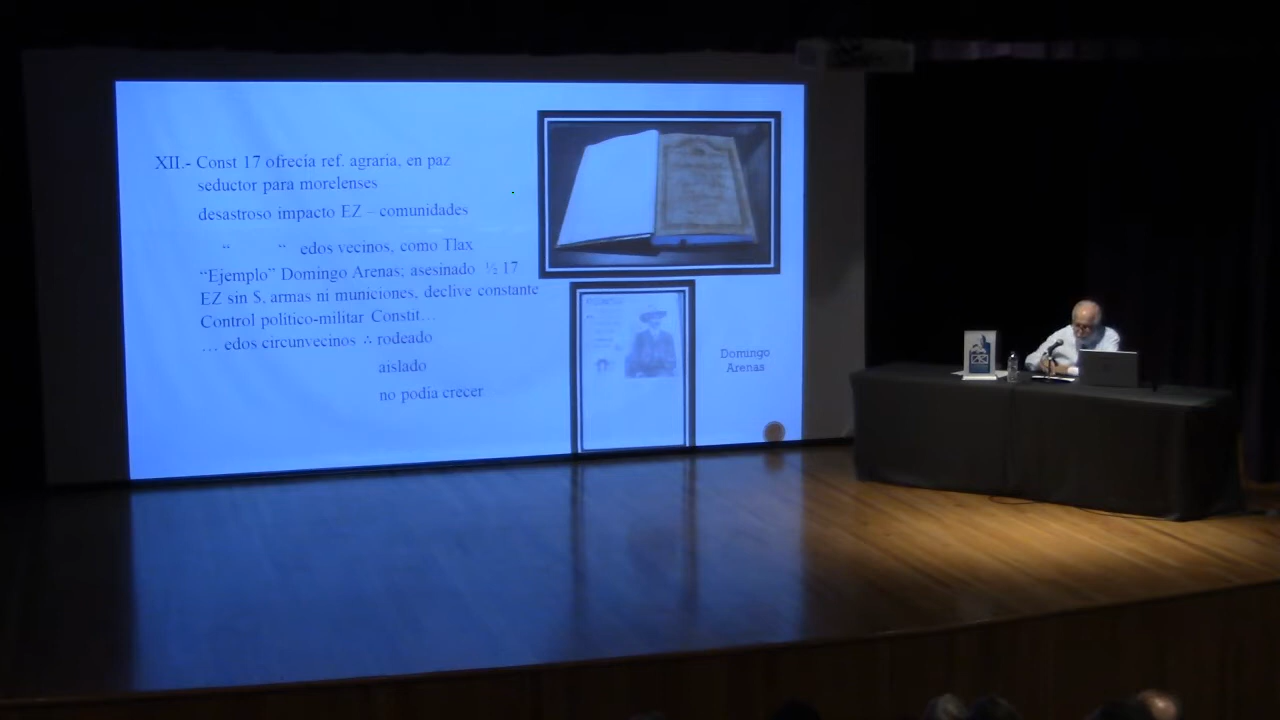 XII.- Const 17 ofrecía ref. agraria, en paz
seductor para morelenses
desastroso impacto EZ – comunidades
“ “ edos vecinos, como Tlax
“Ejemplo” Domingo Arenas; asesinado ½ 17
EZ sin $, armas ni municiones, declive constante
Control político-militar Constit…
… edos circunvecinos ∴ rodeado
aislado
no podía crecer
Domingo
Arenas